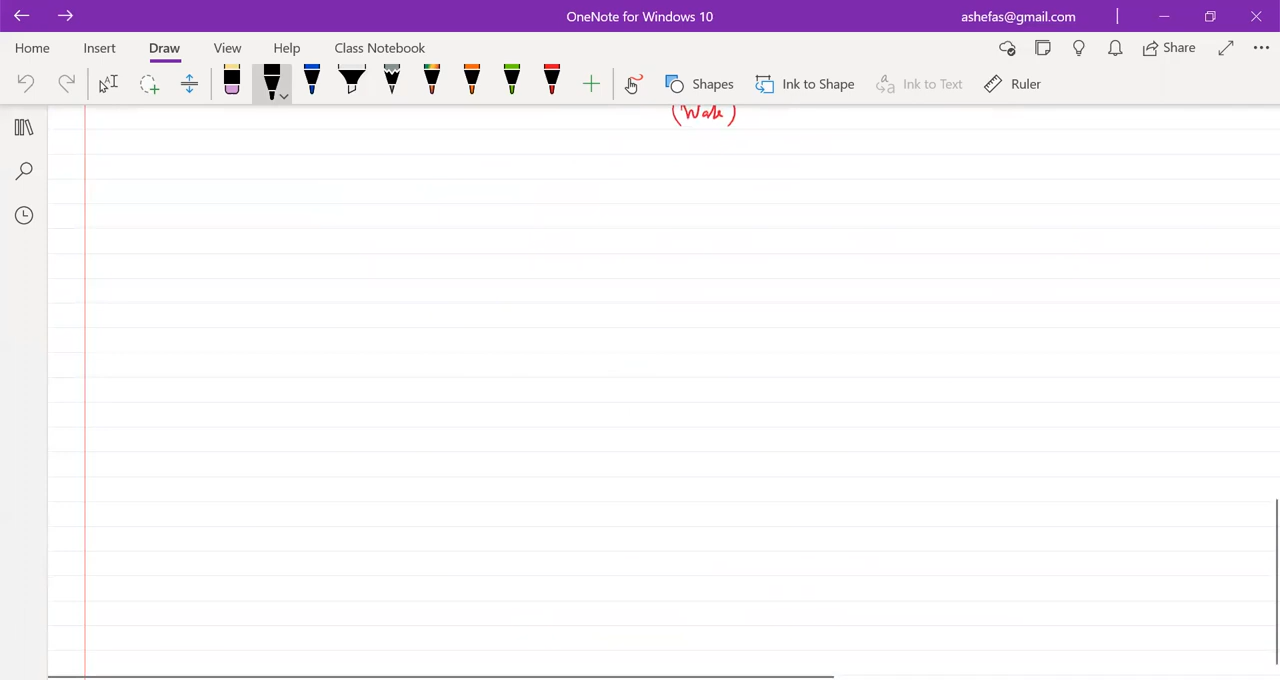 OneNote for Windows 10
ashefas@gmail.com
Home Insert Draw View Help Class Notebook Share
Shapes Ink to Shape Ink to Text Ruler